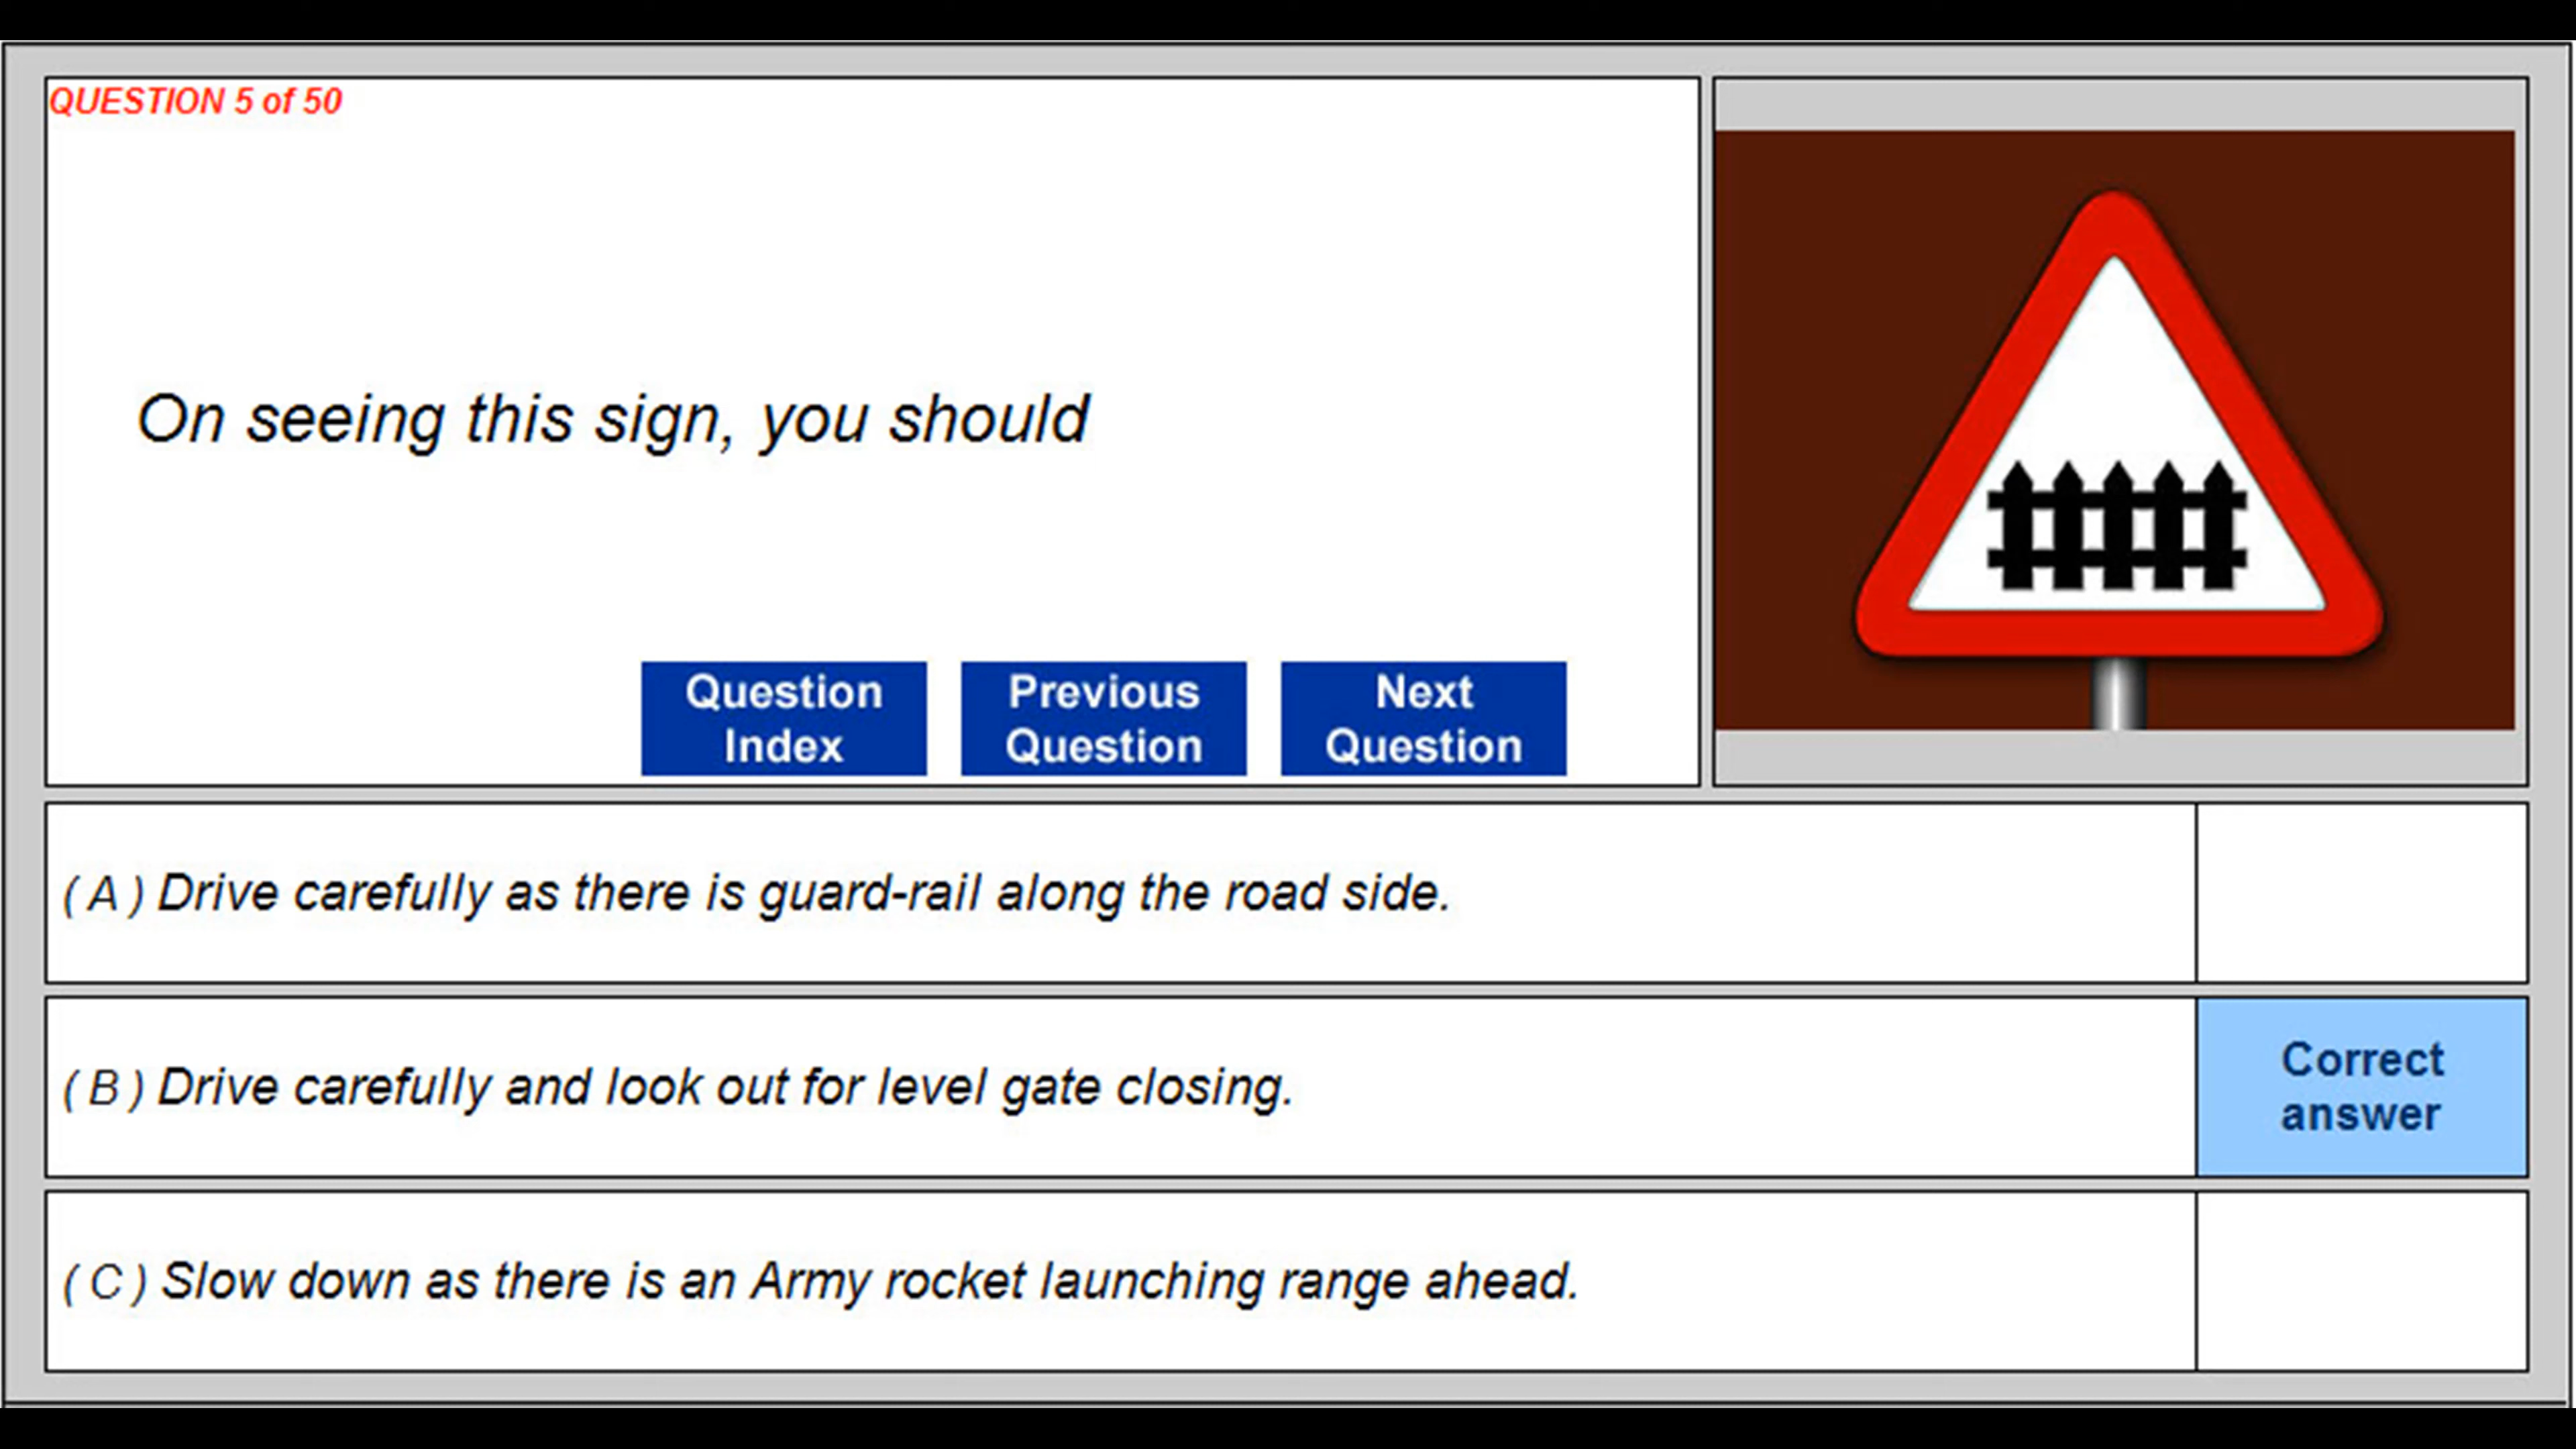 QUESTION 5 of 50
On seeing this sign, you should
Question
Index
Previous
Question
Next
Question
( A ) Drive carefully as there is guard-rail along the road side.
( B ) Drive carefully and look out for level gate closing.
Correct
answer
( C ) Slow down as there is an Army rocket launching range ahead.